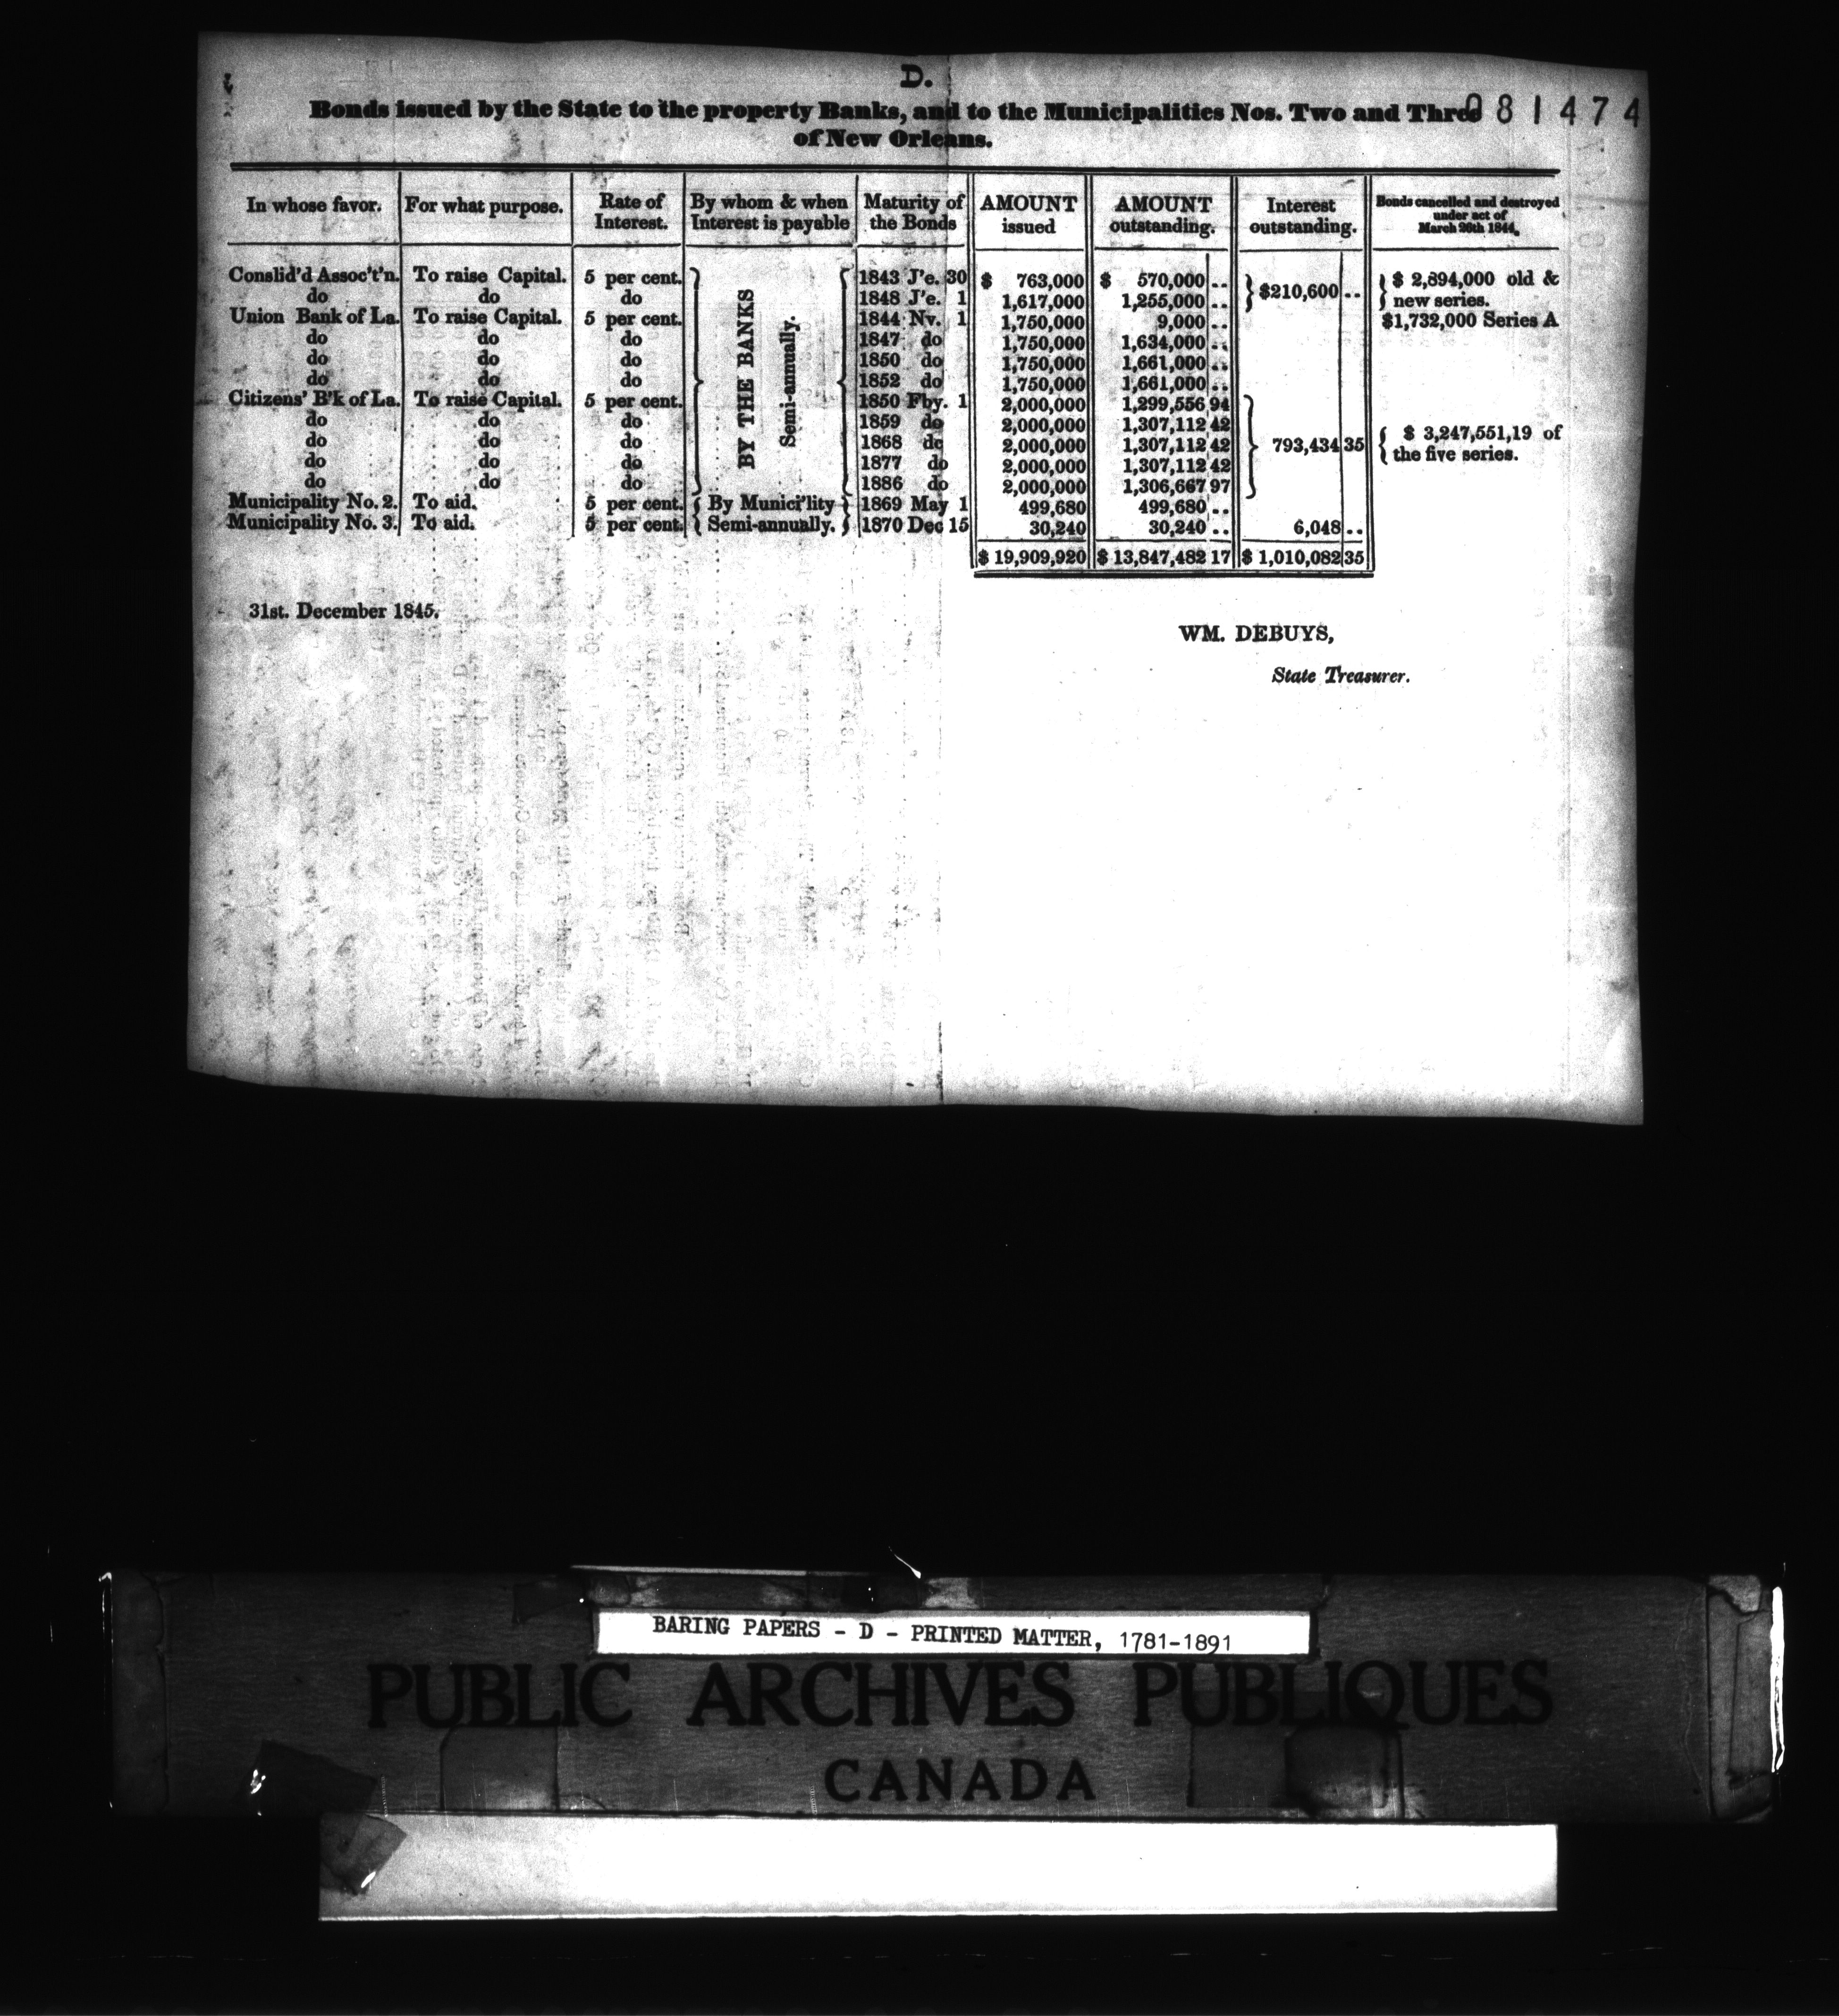 D.
Bonds issued by the State to the property Banks, and to the Municipalities Nos. Two and Three
081474
of New Orleans.
In whose favor. For what purpose. Rate of Interest. By whom & when Interest is payable Maturity of the Bonds AMOUNT issued AMOUNT outstanding. Interest outstanding. Bonds cancelled and destroyed under act of March 26th 1844.
Conslid'd Assoc't'n. To raise Capital. 5 per cent. 1843 J'e. 30 $ 763,000 $ 570,000 .. $210,600 .. $ 2,894,000 old &
do do do 1848 J'e. 1 1,617,000 1,255,000 .. new series.
Union Bank of La. To raise Capital. 5 per cent. 1844 Nv. 1 1,750,000 9,000 .. $1,732,000 Series A
do do do 1847 do 1,750,000 1,634,000 ..
do do do 1850 do 1,750,000 1,661,000 ..
do do do 1852 do 1,750,000 1,661,000 ..
BY THE BANKS
Semi-annually.
Citizens' B'k of La. To raise Capital. 5 per cent. 1850 Fby. 1 2,000,000 1,299,556 94
do do do 1859 do 2,000,000 1,307,112 42 $ 3,247,551,19 of
do do do 1868 do 2,000,000 1,307,112 42 793,434 35 the five series.
do do do 1877 do 2,000,000 1,307,112 42
do do do 1886 do 2,000,000 1,306,667 97
Municipality No. 2. To aid. 5 per cent. By Munici'lity 1869 May 1 499,680 499,680 ..
Municipality No. 3. To aid. 5 per cent. Semi-annually. 1870 Dec 15 30,240 30,240 .. 6,048 ..
$ 19,909,920 $ 13,847,482 17 $ 1,010,082 35
31st. December 1845.
WM. DEBUYS,
State Treasurer.
BARING PAPERS - D - PRINTED MATTER, 1781-1891
PUBLIC ARCHIVES PUBLIQUES
CANADA